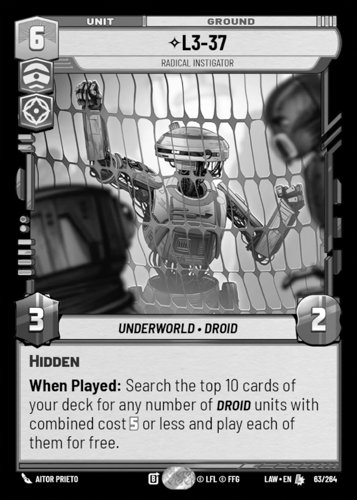 UNIT
GROUND
6
✧L3-37
RADICAL INSTIGATOR
3
UNDERWORLD • DROID
2
HIDDEN
When Played: Search the top 10 cards of
your deck for any number of DROID units with
combined cost 5 or less and play each of
them for free.
AITOR PRIETO
© LFL © FFG
LAW • EN
63/264